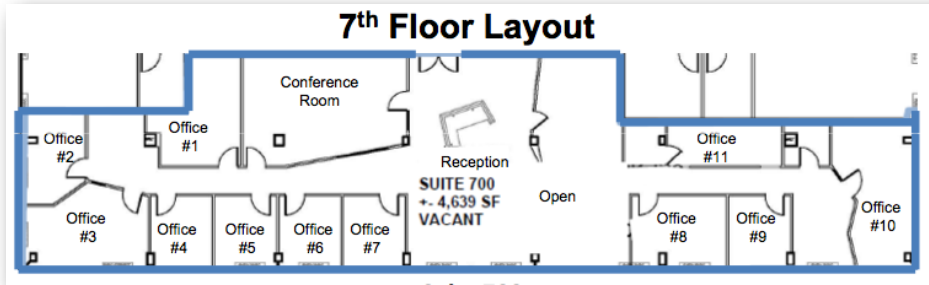 7th Floor Layout
Conference
Room
Office
#1
Office
#2
Office
#11
Reception
SUITE 700
+- 4,639 SF
VACANT
Open
Office
#3
Office
#4
Office
#5
Office
#6
Office
#7
Office
#8
Office
#9
Office
#10